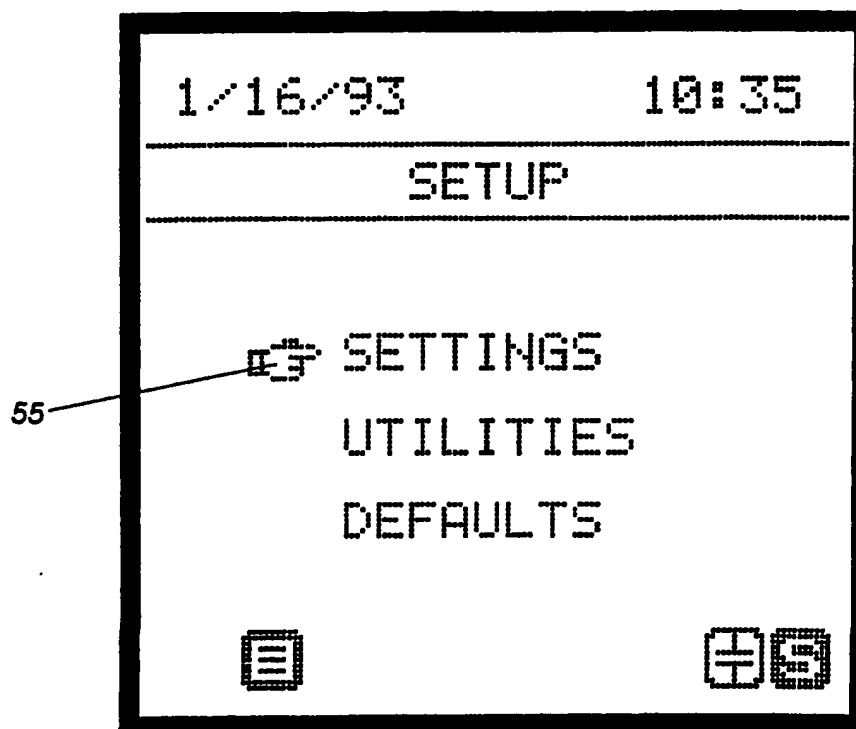 1/16/93 10:35
SETUP
SETTINGS
55
UTILITIES
DEFAULTS
S